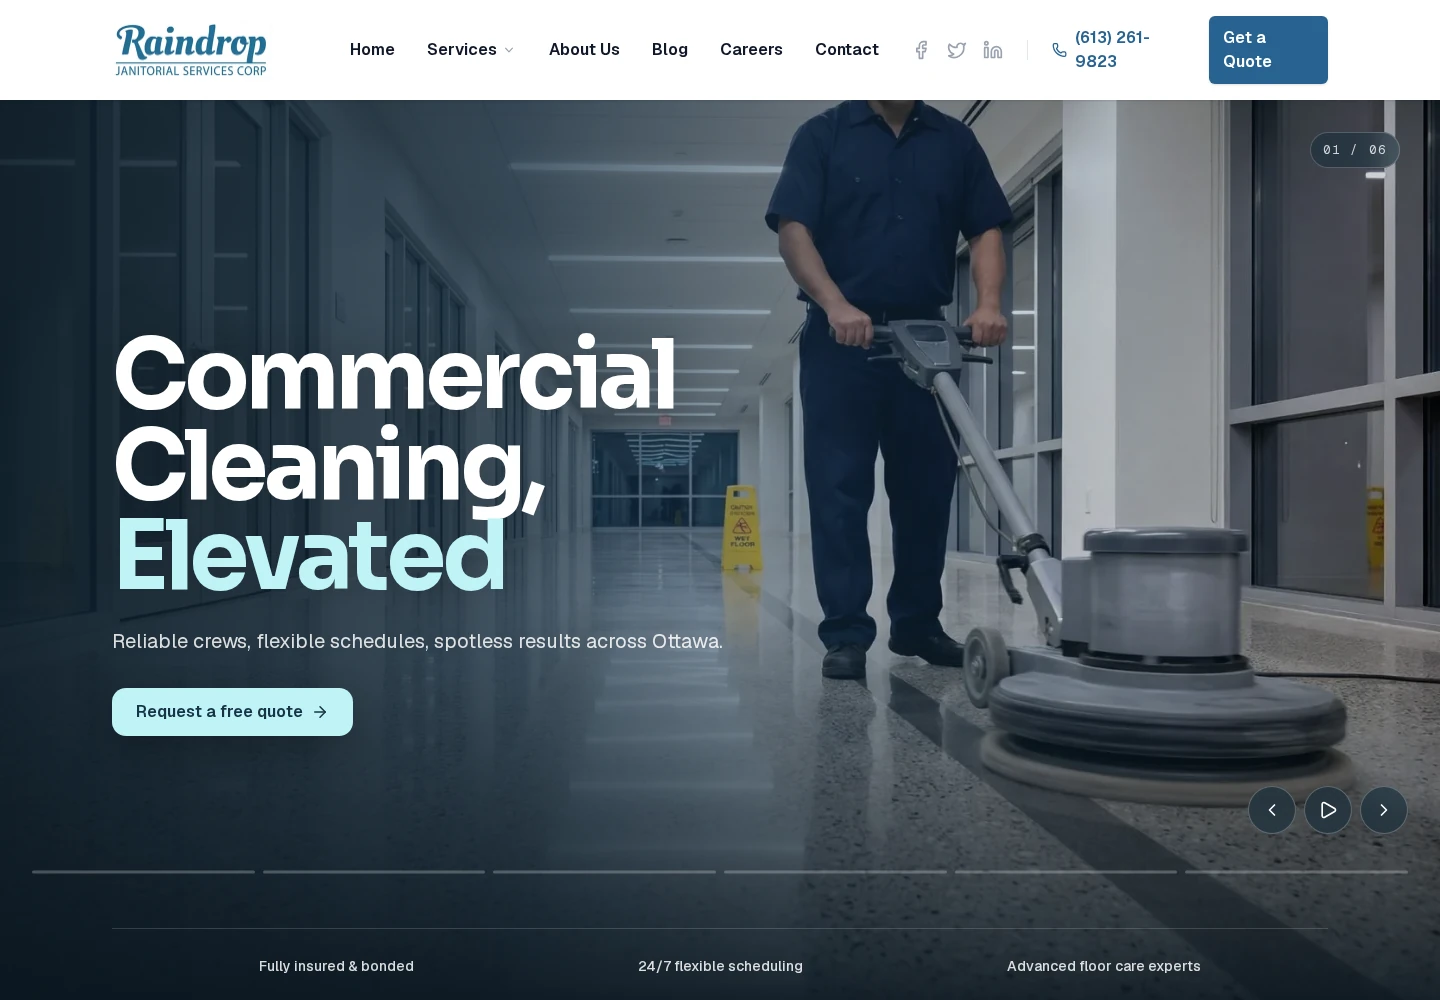 Raindrop
JANITORIAL SERVICES CORP
Home
Services
About Us
Blog
Careers
Contact
(613) 261-
9823
Get a
Quote
01 / 06
Commercial
Cleaning,
Elevated
WET
FLOOR
Reliable crews, flexible schedules, spotless results across Ottawa.
Request a free quote
Fully insured & bonded
24/7 flexible scheduling
Advanced floor care experts